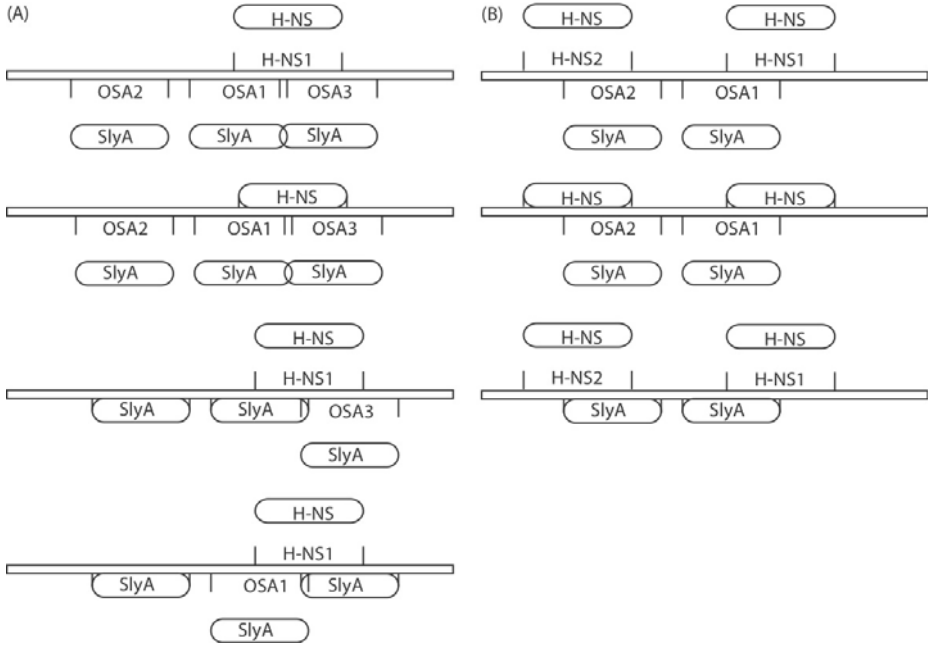 (A)
H-NS
H-NS1
OSA2 OSA1 OSA3
SlyA SlyA SlyA
H-NS
OSA2 OSA1 OSA3
SlyA SlyA SlyA
H-NS
H-NS1
SlyA SlyA OSA3
SlyA
H-NS
H-NS1
SlyA OSA1 SlyA
SlyA
(B)
H-NS H-NS
H-NS2 H-NS1
OSA2 OSA1
SlyA SlyA
H-NS H-NS
OSA2 OSA1
SlyA SlyA
H-NS H-NS
H-NS2 H-NS1
SlyA SlyA